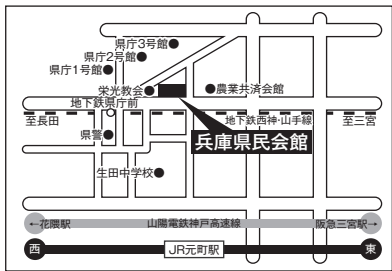 県庁3号館
県庁2号館
県庁1号館
栄光教会
農業共済会館
地下鉄県庁前
至長田
地下鉄西神・山手線
至三宮
県警
兵庫県民会館
生田中学校
←花隈駅
山陽電鉄神戸高速線
阪急三宮駅→
西
JR元町駅
東